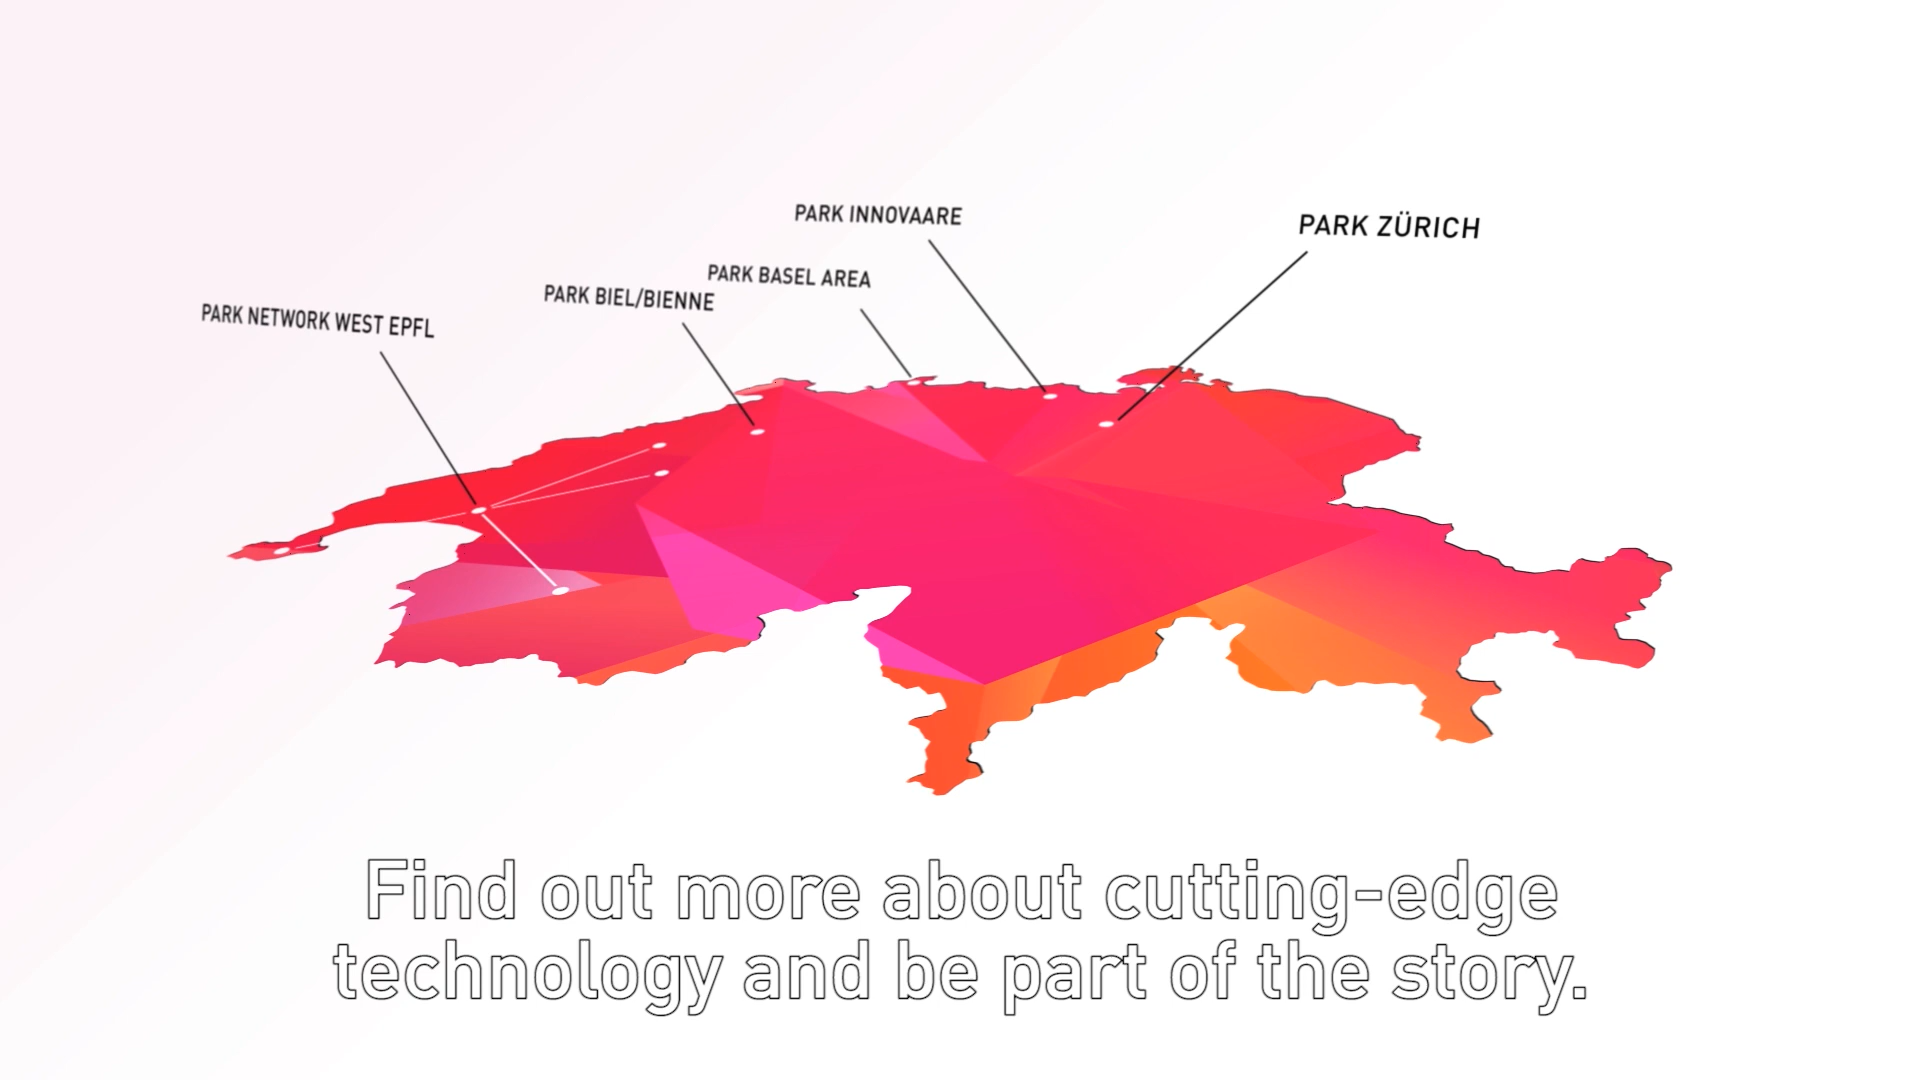 PARK INNOVAARE
PARK ZÜRICH
PARK BASEL AREA
PARK BIEL/BIENNE
PARK NETWORK WEST EPFL
Find out more about cutting-edge
technology and be part of the story.